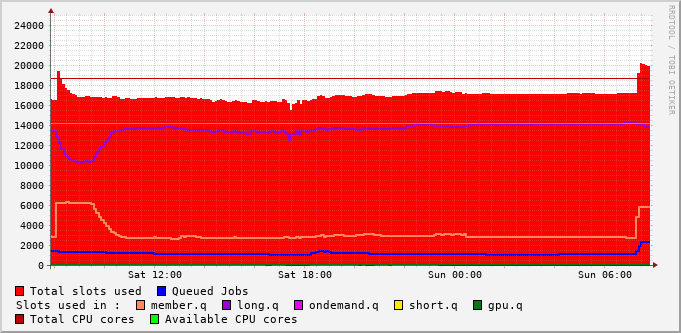 24000
22000
20000
18000
16000
14000
12000
10000
8000
6000
4000
2000
0
Sat 12:00 Sat 18:00 Sun 00:00 Sun 06:00
RRDTOOL / TOBI OETIKER
Total slots used Queued Jobs
Slots used in : member.q long.q ondemand.q short.q gpu.q
Total CPU cores Available CPU cores